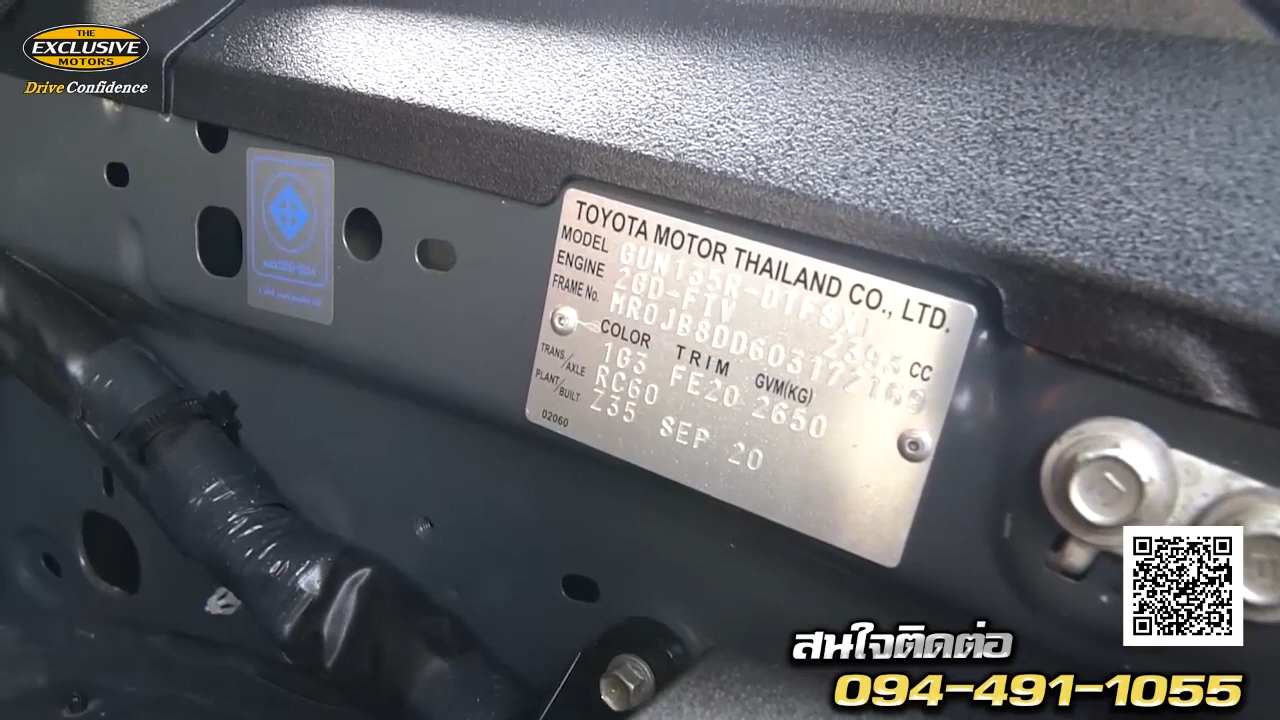 THE
EXCLUSIVE
MOTORS
Drive Confidence
TOYOTA MOTOR THAILAND CO., LTD.
MODEL GUN135R-DTFSX
ENGINE 2GD-FTV 2393 CC
FRAME No. MR0JB8DD603172169
COLOR TRIM GVM(KG)
1G3 FE20 2650
TRANS/AXLE RC60
PLANT/BUILT Z35 SEP 20
02060
สนใจติดต่อ
094-491-1055